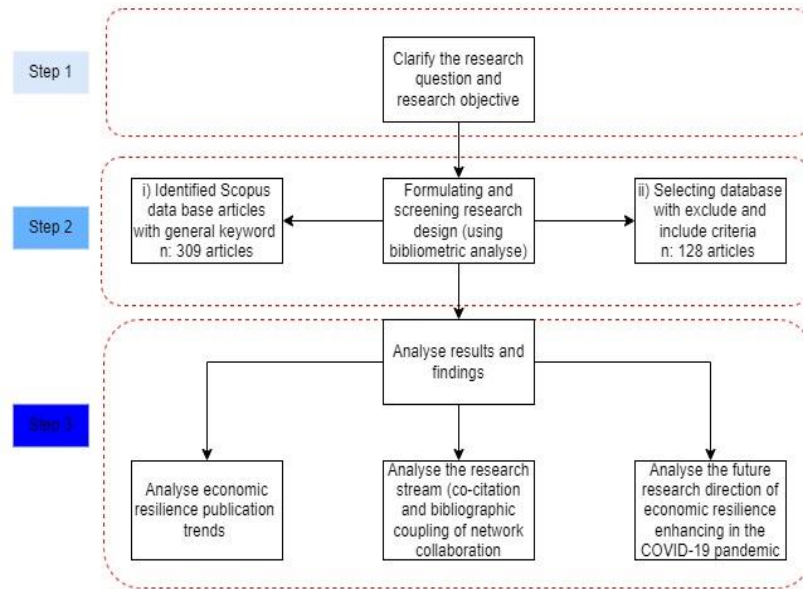 Step 1
Clarify the research
question and
research objective
Step 2
i) Identified Scopus
data base articles
with general keyword
n: 309 articles
Formulating and
screening research
design (using
bibliometric analyse)
ii) Selecting database
with exclude and
include criteria
n: 128 articles
Step 3
Analyse results and
findings
Analyse economic
resilience publication
trends
Analyse the research
stream (co-citation
and bibliographic
coupling of network
collaboration
Analyse the future
research direction of
economic resilience
enhancing in the
COVID-19 pandemic